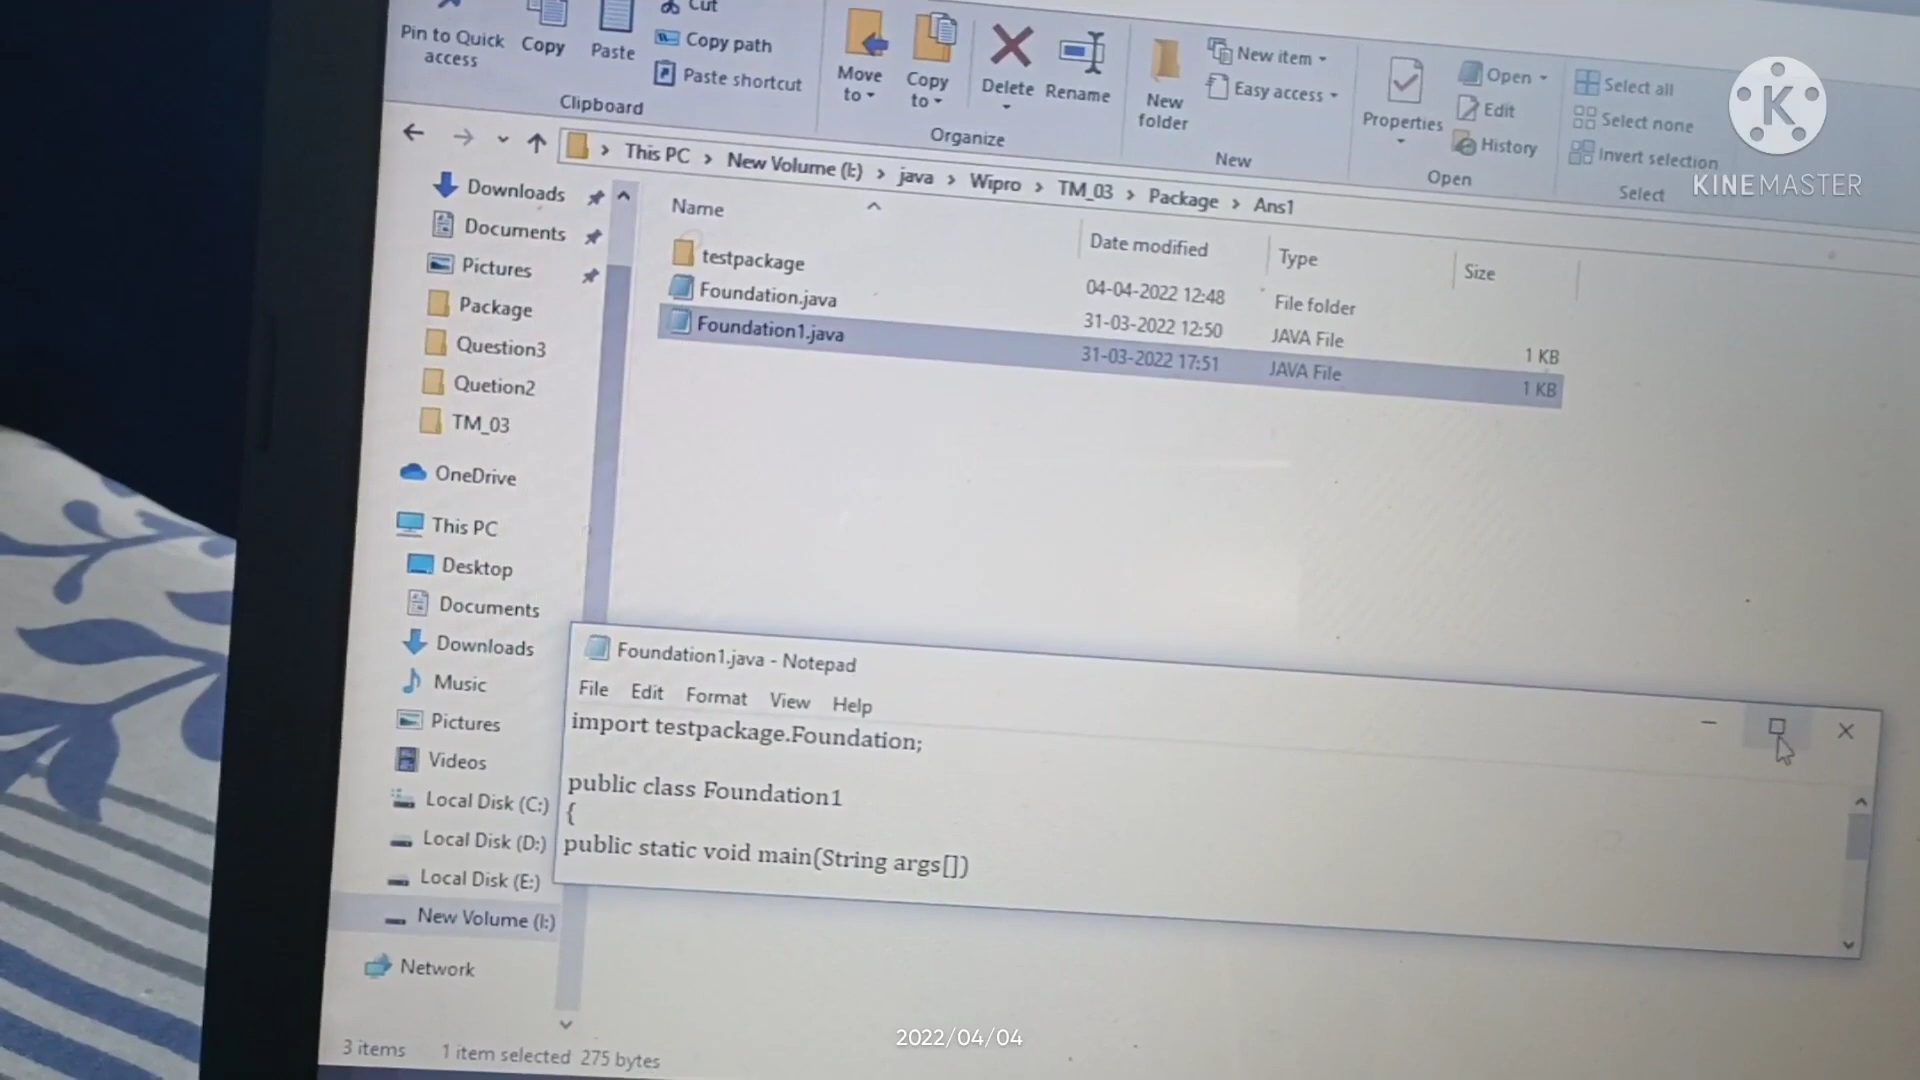 Pin to Quick access
Copy
Paste
Cut
Copy path
Paste shortcut
Clipboard
Move to
Copy to
Delete
Rename
Organize
New folder
New item
Easy access
New
Properties
Open
Edit
History
Open
Select all
Select none
Invert selection
Select
KINEMASTER
This PC > New Volume (I:) > java > Wipro > TM_03 > Package > Ans1
Name
Date modified
Type
Size
testpackage
04-04-2022 12:48
File folder
Foundation.java
31-03-2022 12:50
JAVA File
1 KB
Foundation1.java
31-03-2022 17:51
JAVA File
1 KB
Downloads
Documents
Pictures
Package
Question3
Quetion2
TM_03
OneDrive
This PC
Desktop
Documents
Downloads
Music
Pictures
Videos
Local Disk (C:)
Local Disk (D:)
Local Disk (E:)
New Volume (I:)
Network
Foundation1.java - Notepad
File Edit Format View Help
import testpackage.Foundation;
public class Foundation1
{
public static void main(String args[])
3 items 1 item selected 275 bytes
2022/04/04